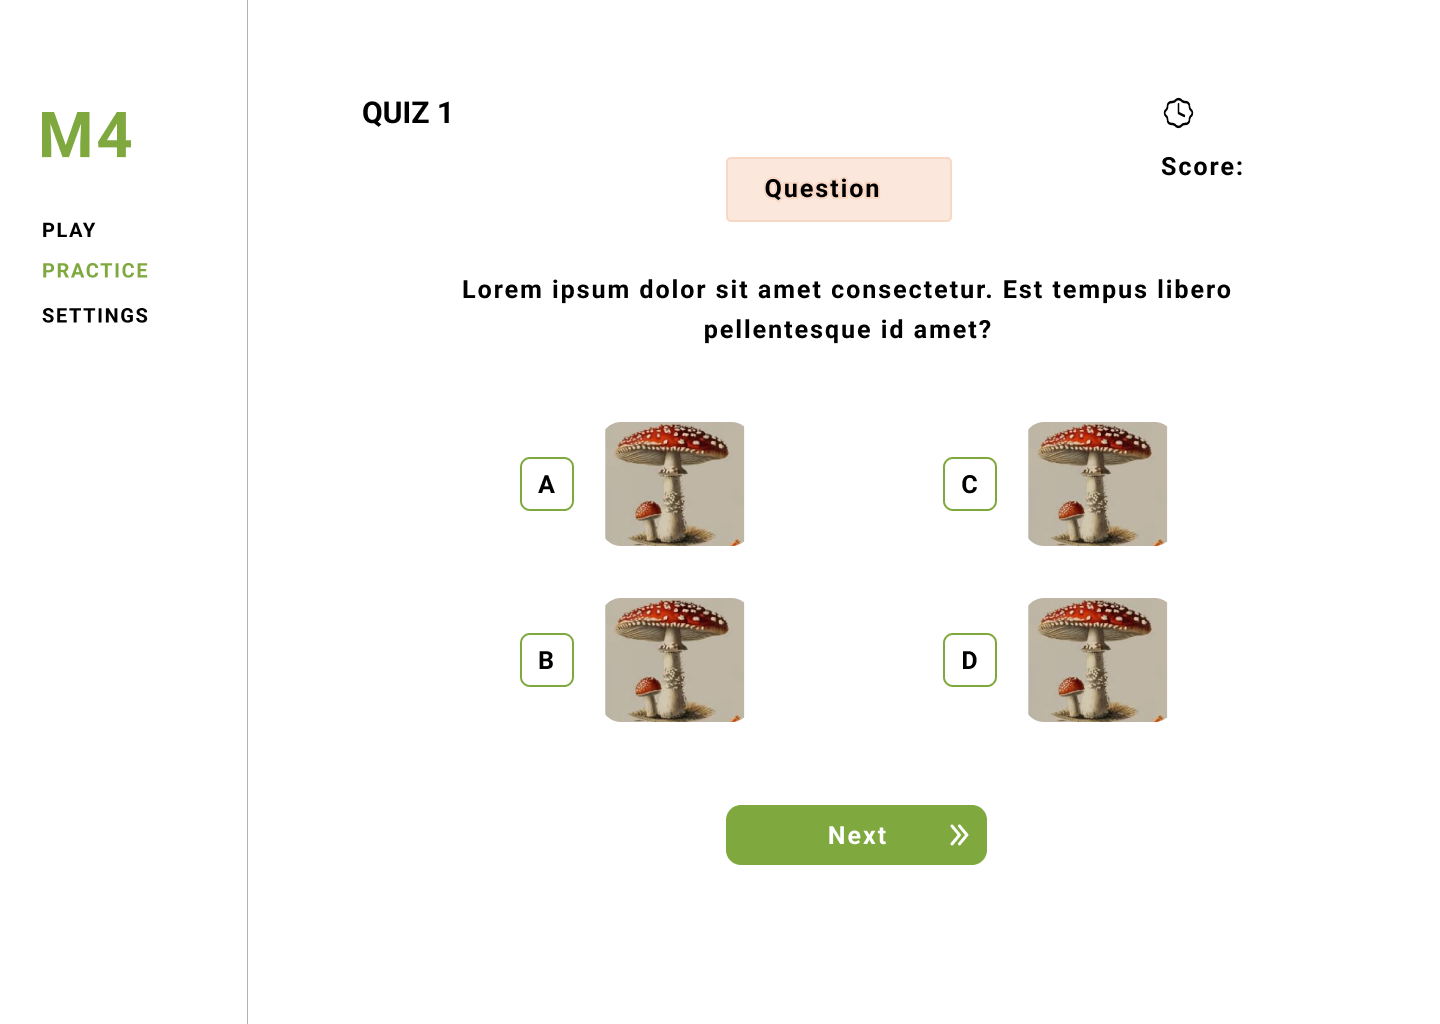 M4
PLAY
PRACTICE
SETTINGS
QUIZ 1
Score:
Question
Lorem ipsum dolor sit amet consectetur. Est tempus libero
pellentesque id amet?
A
C
B
D
Next